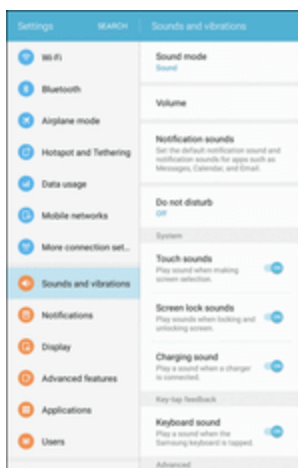 Settings
SEARCH
Wi-Fi
Bluetooth
Airplane mode
Hotspot and Tethering
Data usage
Mobile networks
More connection set..
Sounds and vibrations
Notifications
Display
Advanced features
Applications
Users
Sounds and vibrations
Sound mode
Sound
Volume
Notification sounds
Set the default notification sound and
notification sounds for apps such as
Messages, Calendar, and Email.
Do not disturb
Off
System
Touch sounds
Play sound when making
screen selection.
ON
Screen lock sounds
Play sounds when locking and
unlocking screen.
ON
Charging sound
Play a sound when a charger
is connected.
ON
Key-tap feedback
Keyboard sound
Play a sound when the
Samsung keyboard is tapped.
ON
Advanced